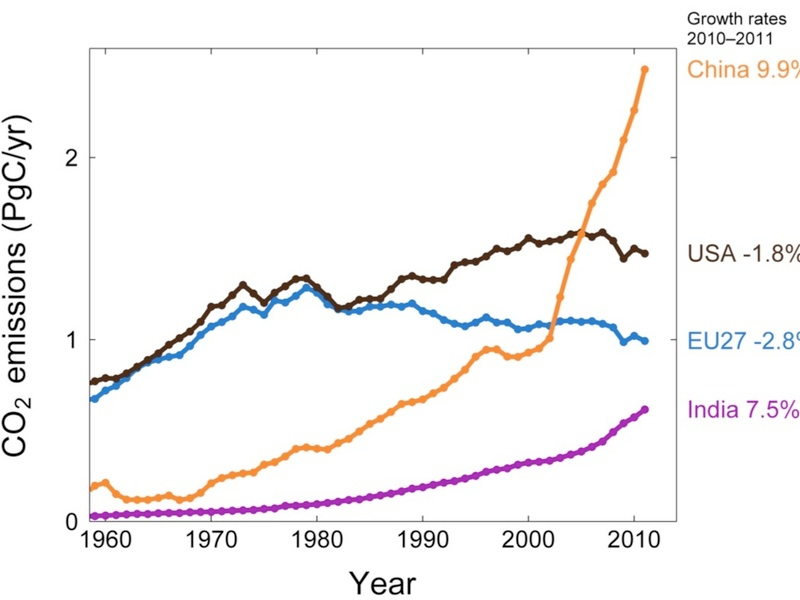 Growth rates
2010–2011
China 9.9%
USA -1.8%
EU27 -2.8%
India 7.5%
CO2 emissions (PgC/yr)
2
1
0
1960 1970 1980 1990 2000 2010
Year